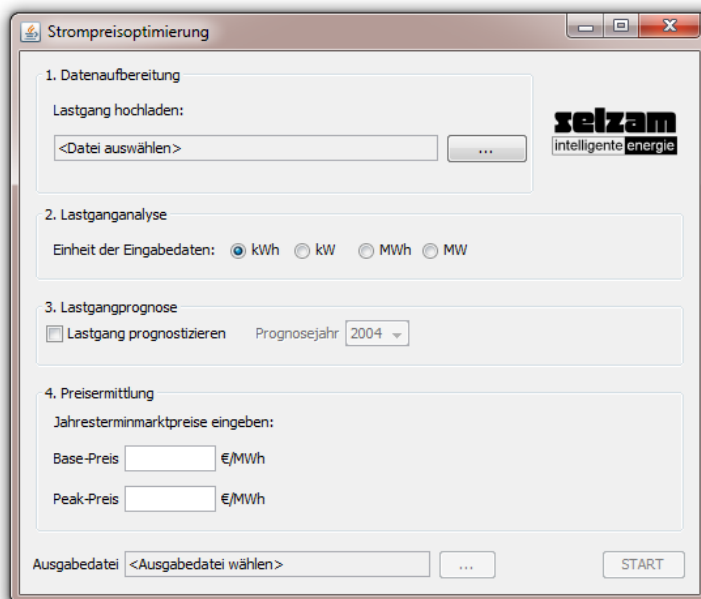 Strompreisoptimierung
1. Datenaufbereitung
Lastgang hochladen:
<Datei auswählen>
...
selzam
intelligente energie
2. Lastganganalyse
Einheit der Eingabedaten: kWh kW MWh MW
3. Lastgangprognose
Lastgang prognostizieren Prognosejahr 2004
4. Preisermittlung
Jahresterminmarktpreise eingeben:
Base-Preis €/MWh
Peak-Preis €/MWh
Ausgabedatei <Ausgabedatei wählen> ... START